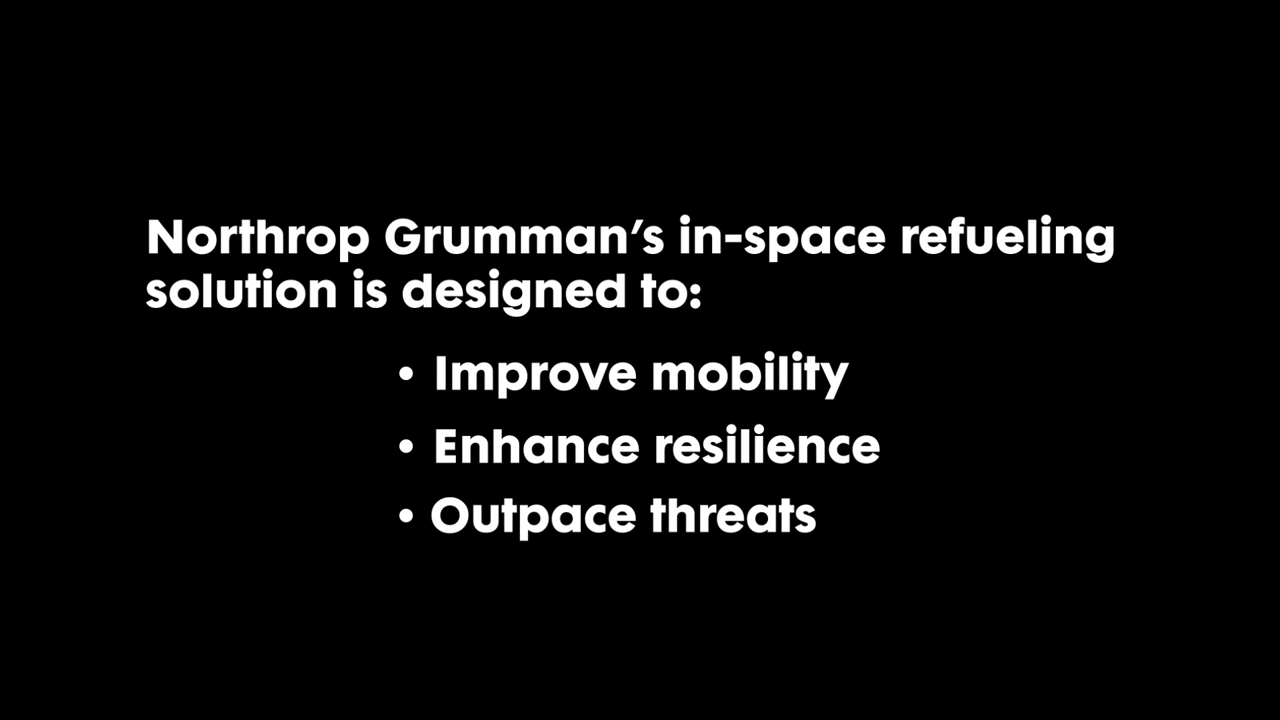 Northrop Grumman’s in-space refueling
solution is designed to:
• Improve mobility
• Enhance resilience
• Outpace threats